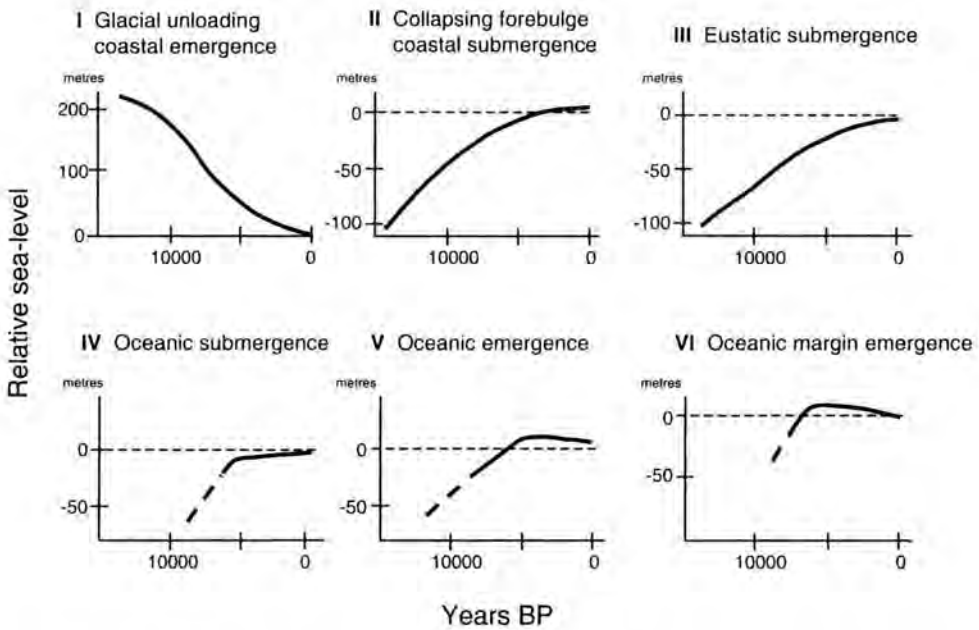 I Glacial unloading
coastal emergence
metres
200
100
0
10000
0
II Collapsing forebulge
coastal submergence
metres
0
-50
-100
10000
0
III Eustatic submergence
metres
0
-50
-100
10000
0
Relative sea-level
IV Oceanic submergence
metres
0
-50
10000
0
V Oceanic emergence
metres
0
-50
10000
0
VI Oceanic margin emergence
metres
0
-50
10000
0
Years BP